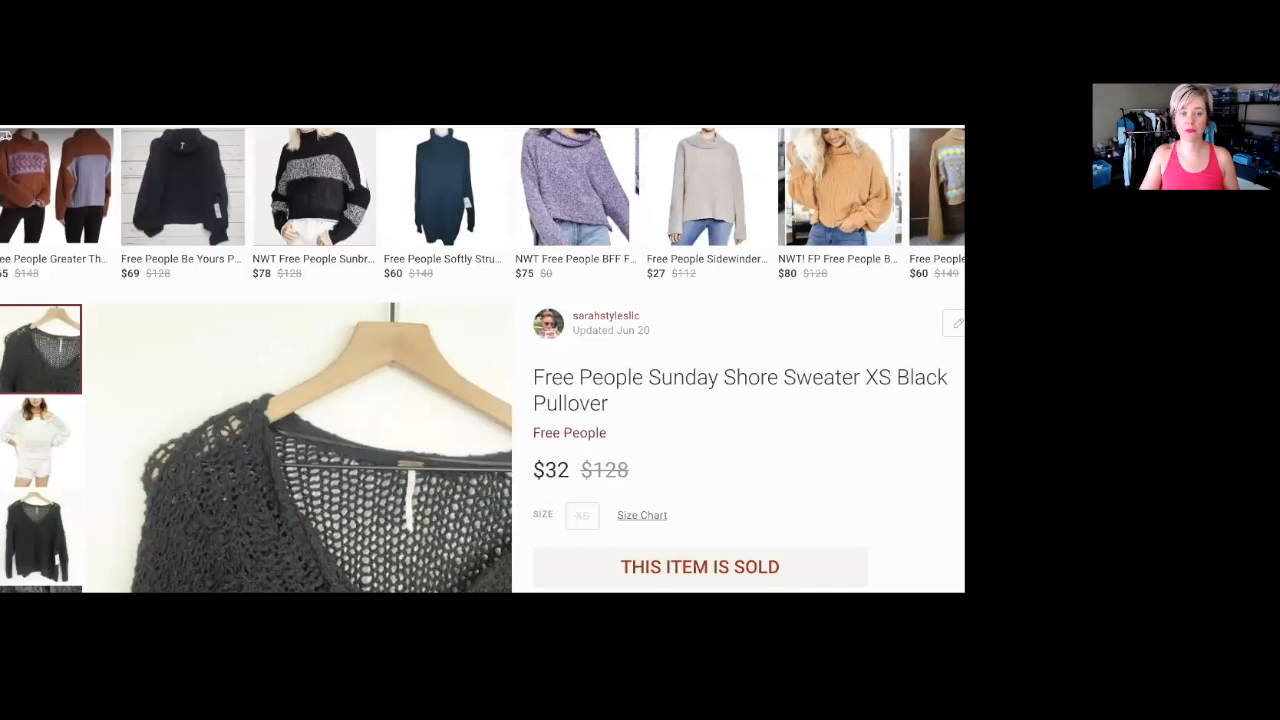 ee People Greater Th... Free People Be Yours P... NWT Free People Sunbr... Free People Softly Stru... NWT Free People BFF F... Free People Sidewinder... NWT! FP Free People B... Free People
65 $148 $69 $128 $78 $128 $60 $148 $75 $0 $27 $112 $80 $128 $60 $149
sarahstylesllc
Updated Jun 20
Free People Sunday Shore Sweater XS Black
Pullover
Free People
$32 $128
SIZE XS Size Chart
THIS ITEM IS SOLD